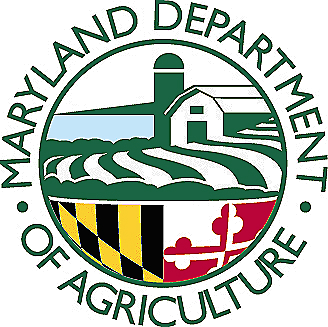 MARYLAND DEPARTMENT
• OF AGRICULTURE •